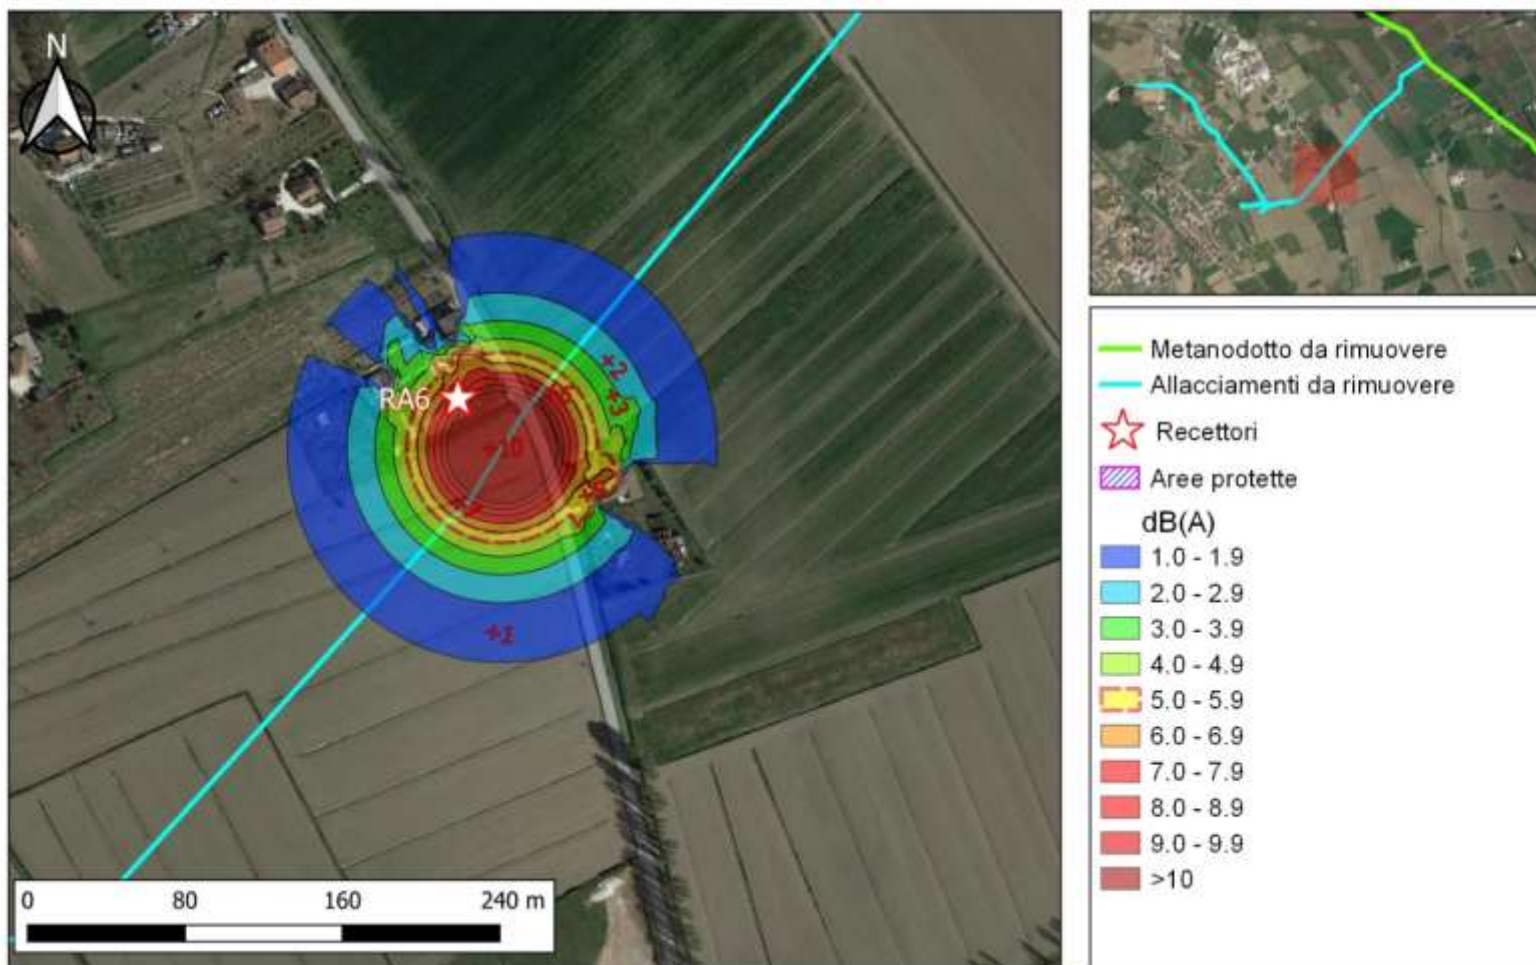 N
RA6
+2
+3
+1
0 80 160 240 m
Metanodotto da rimuovere
Allacciamenti da rimuovere
Recettori
Aree protette
dB(A)
1.0 - 1.9
2.0 - 2.9
3.0 - 3.9
4.0 - 4.9
5.0 - 5.9
6.0 - 6.9
7.0 - 7.9
8.0 - 8.9
9.0 - 9.9
>10